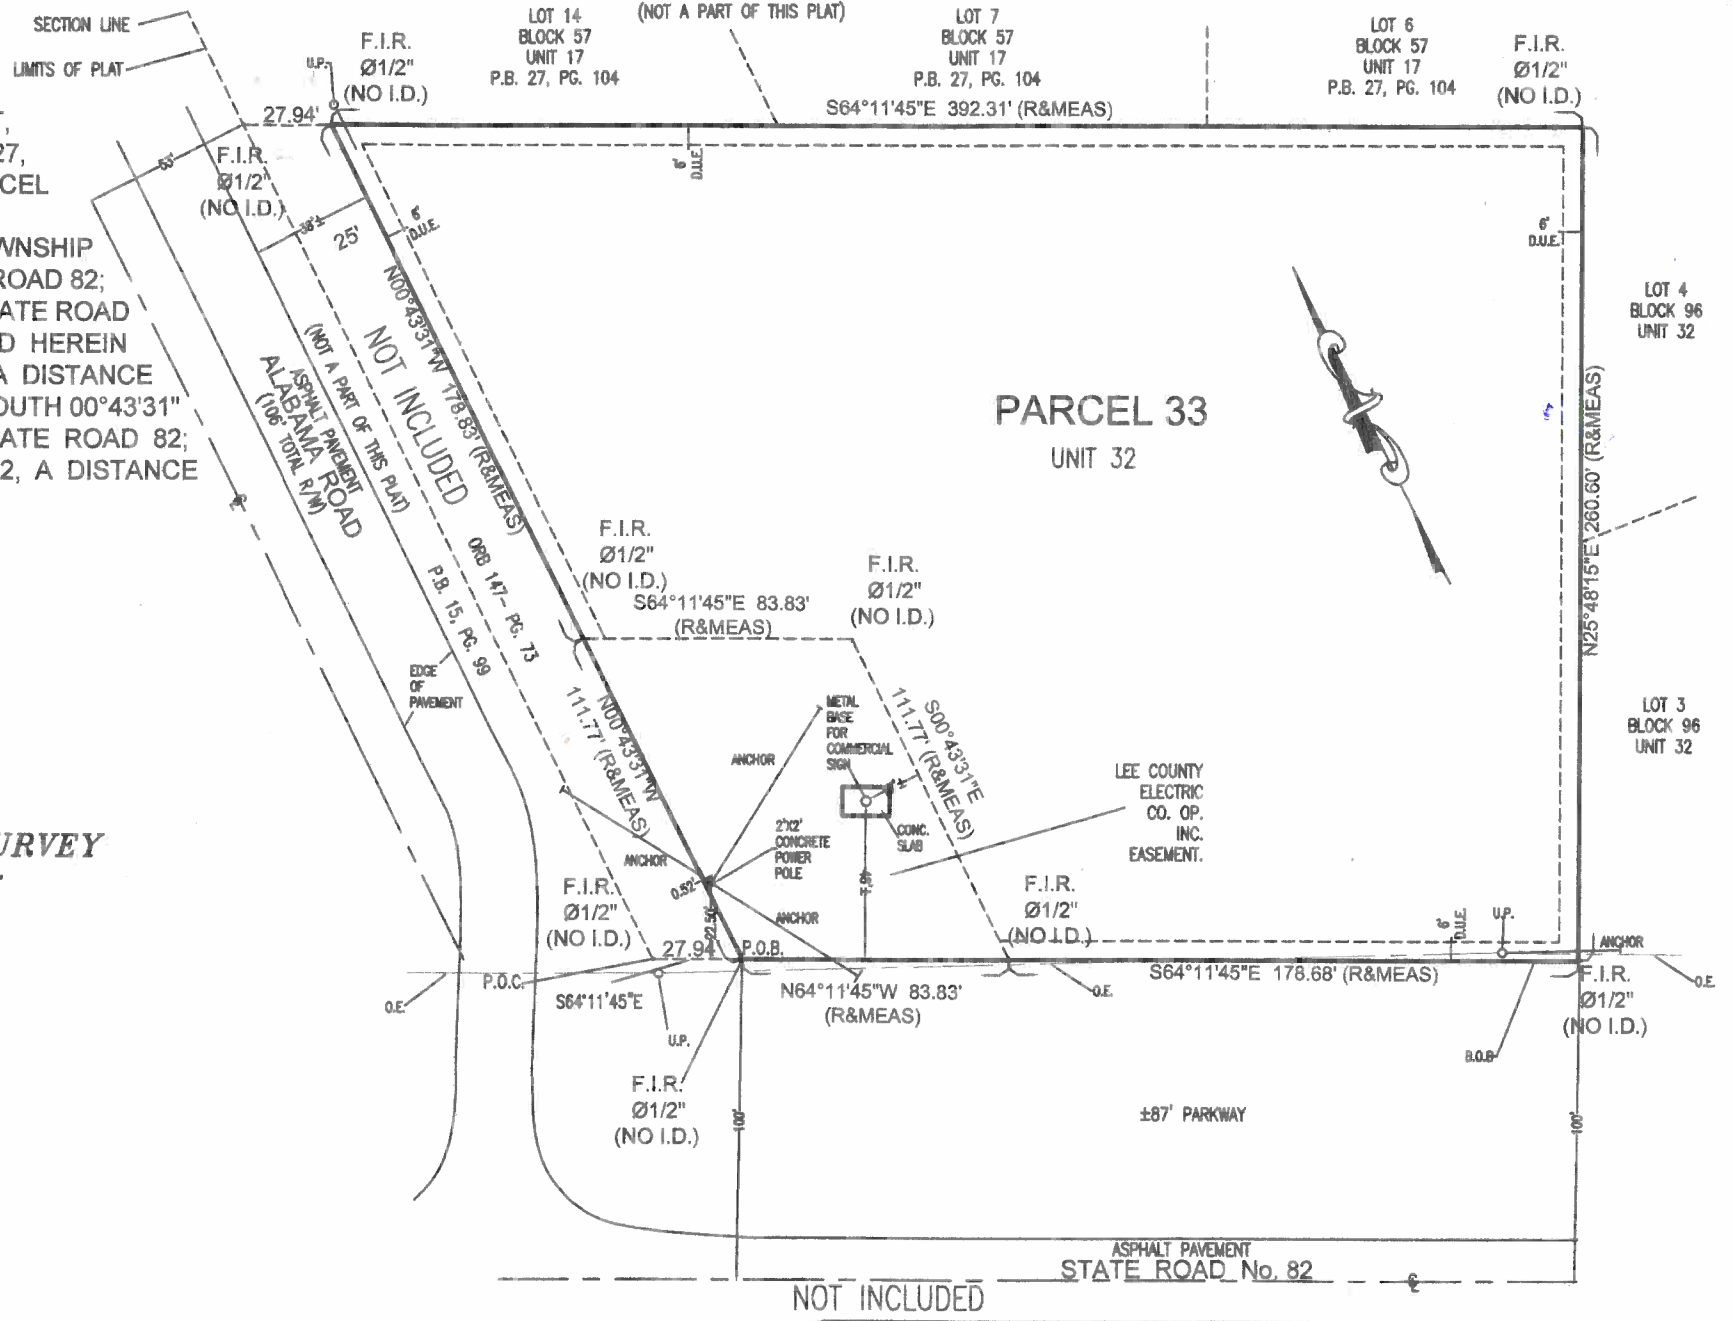 SECTION LINE
LIMITS OF PLAT
LOT 14
BLOCK 57
UNIT 17
P.B. 27, PG. 104
(NOT A PART OF THIS PLAT)
LOT 7
BLOCK 57
UNIT 17
P.B. 27, PG. 104
LOT 6
BLOCK 57
UNIT 17
P.B. 27, PG. 104
F.I.R.
Ø1/2"
(NO I.D.)
U.P.
F.I.R.
Ø1/2"
(NO I.D.)
27.94'
S64°11'45"E 392.31' (R&MEAS)
27,
CEL
WNSHIP
ROAD 82;
ATE ROAD
D HEREIN
A DISTANCE
OUTH 00°43'31"
ATE ROAD 82;
2, A DISTANCE
53'
F.I.R.
Ø1/2"
(NO I.D.)
38'±
25'
6'
D.U.E.
6'
D.U.E.
6'
D.U.E.
N00°43'31"W 178.83' (R&MEAS)
NOT INCLUDED
ORB 147- PG. 73
(NOT A PART OF THIS PLAT)
P.B. 15, PG. 99
ASPHALT PAVEMENT
ALABAMA ROAD
(106' TOTAL R/W)
EDGE
OF
PAVEMENT
PARCEL 33
UNIT 32
LOT 4
BLOCK 96
UNIT 32
N25°48'15"E 260.60' (R&MEAS)
LOT 3
BLOCK 96
UNIT 32
F.I.R.
Ø1/2"
(NO I.D.)
S64°11'45"E 83.83'
(R&MEAS)
F.I.R.
Ø1/2"
(NO I.D.)
N00°43'31"W
111.77' (R&MEAS)
S00°43'31"E
111.77' (R&MEAS)
METAL
BASE
FOR
COMMERCIAL
SIGN
ANCHOR
2'X2'
CONCRETE
POWER
POLE
CONC.
SLAB
LEE COUNTY
ELECTRIC
CO. OP.
INC.
EASEMENT.
URVEY
ANCHOR
0.52'
22.50'
ANCHOR
F.I.R.
Ø1/2"
(NO I.D.)
27.94'
P.O.B.
F.I.R.
Ø1/2"
(NO I.D.)
6'
D.U.E.
U.P.
ANCHOR
P.O.C.
S64°11'45"E
O.E.
N64°11'45"W 83.83'
(R&MEAS)
O.E.
S64°11'45"E 178.68' (R&MEAS)
F.I.R.
Ø1/2"
(NO I.D.)
O.E.
U.P.
B.O.B
F.I.R.
Ø1/2"
(NO I.D.)
100'
±87' PARKWAY
100'
ASPHALT PAVEMENT
STATE ROAD No. 82
NOT INCLUDED